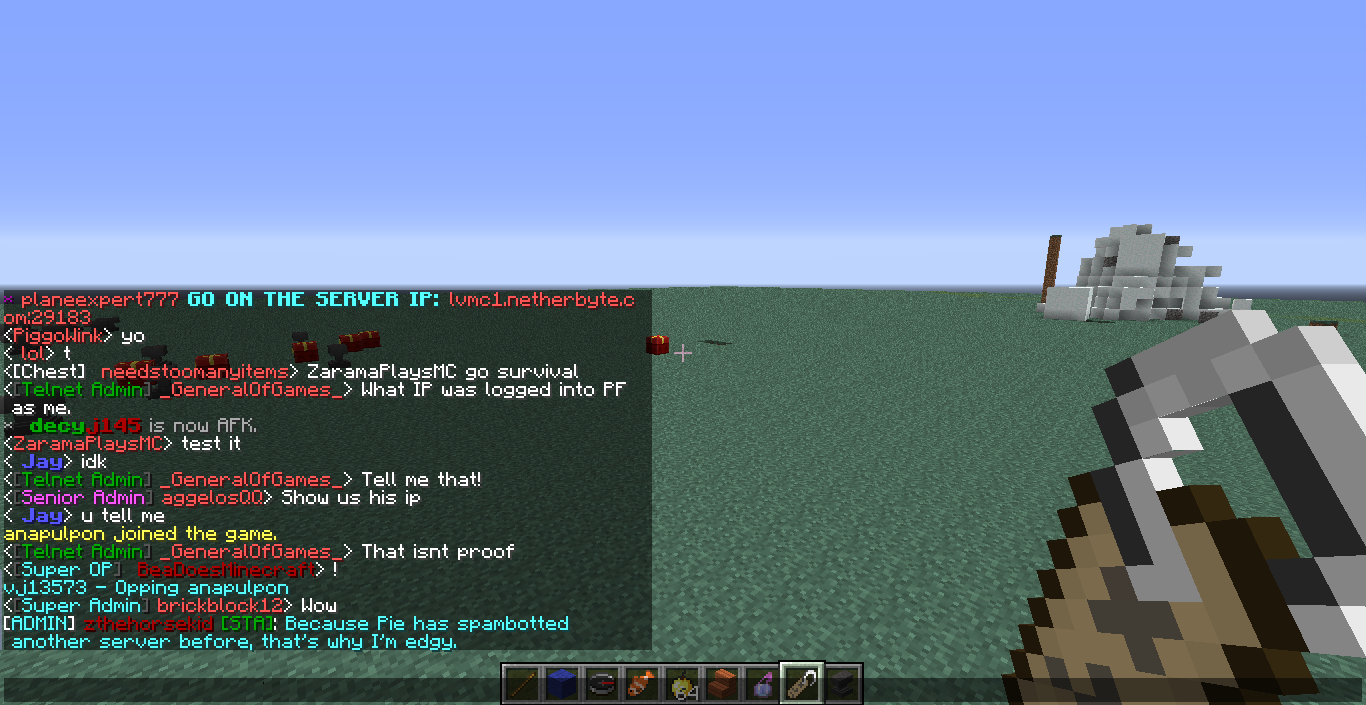 * planeexpert777 GO ON THE SERVER IP: lvmc1.netherbyte.c
om:29183
<PiggoWink> yo
< lol> t
<[Chest] needstoomanyitems> ZaramaPlaysMC go survival
<[Telnet Admin] _GeneralOfGames_> What IP was logged into PF
as me.
* decyj145 is now AFK.
<ZaramaPlaysMC> test it
< Jay> idk
<[Telnet Admin] _GeneralOfGames_> Tell me that!
<[Senior Admin] aggelosQQ> Show us his ip
< Jay> u tell me
anapulpon joined the game.
<[Telnet Admin] _GeneralOfGames_> That isnt proof
<[Super OP] BeaDoesMinecraft> !
vj13573 - Opping anapulpon
<[Super Admin] brickblock12> Wow
[ADMIN] zthehorsekid [STA]: Because Pie has spambotted
another server before, that's why I'm edgy.
64